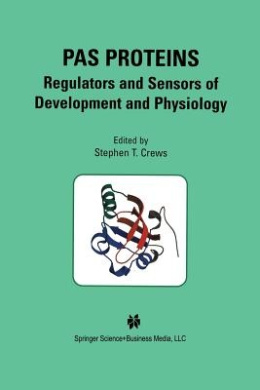 PAS PROTEINS
Regulators and Sensors of
Development and Physiology
Edited by
Stephen T. Crews
Springer Science+Business Media, LLC